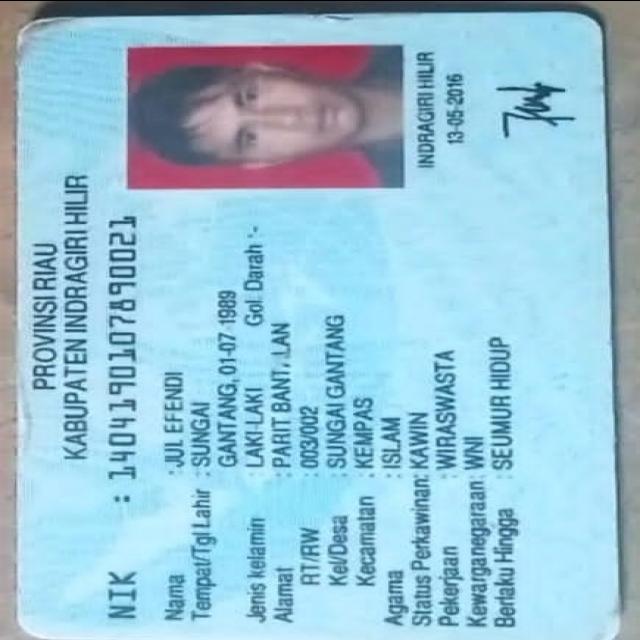 PROVINSI RIAU
KABUPATEN INDRAGIRI HILIR
NIK : 1404190107890021
Nama : JUL EFENDI
Tempat/Tgl Lahir : SUNGAI
GANTANG, 01-07-1989
Jenis kelamin : LAKI-LAKI Gol. Darah :-
Alamat : PARIT
RT/RW : 003/002
Kel/Desa : SUNGAI GANTANG
Kecamatan : KEMPAS
Agama : ISLAM
Status Perkawinan: KAWIN
Pekerjaan : WIRASWASTA
Kewarganegaraan: WNI
Berlaku Hingga : SEUMUR HIDUP
INDRAGIRI HILIR
13-05-2016